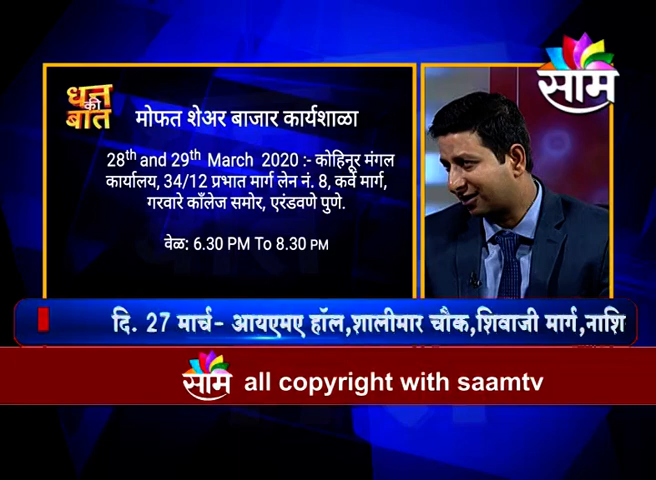 साम
धन
की
बात
मोफत शेअर बाजार कार्यशाळा
28th and 29th March 2020 :- कोहिनूर मंगल
कार्यालय, 34/12 प्रभात मार्ग लेन नं. 8, कर्वे मार्ग,
गरवारे कॉलेज समोर, एरंडवणे पुणे.
वेळ: 6.30 PM To 8.30 PM
दि. 27 मार्च- आयएमए हॉल,शालीमार चौक,शिवाजी मार्ग,नाशि
साम all copyright with saamtv